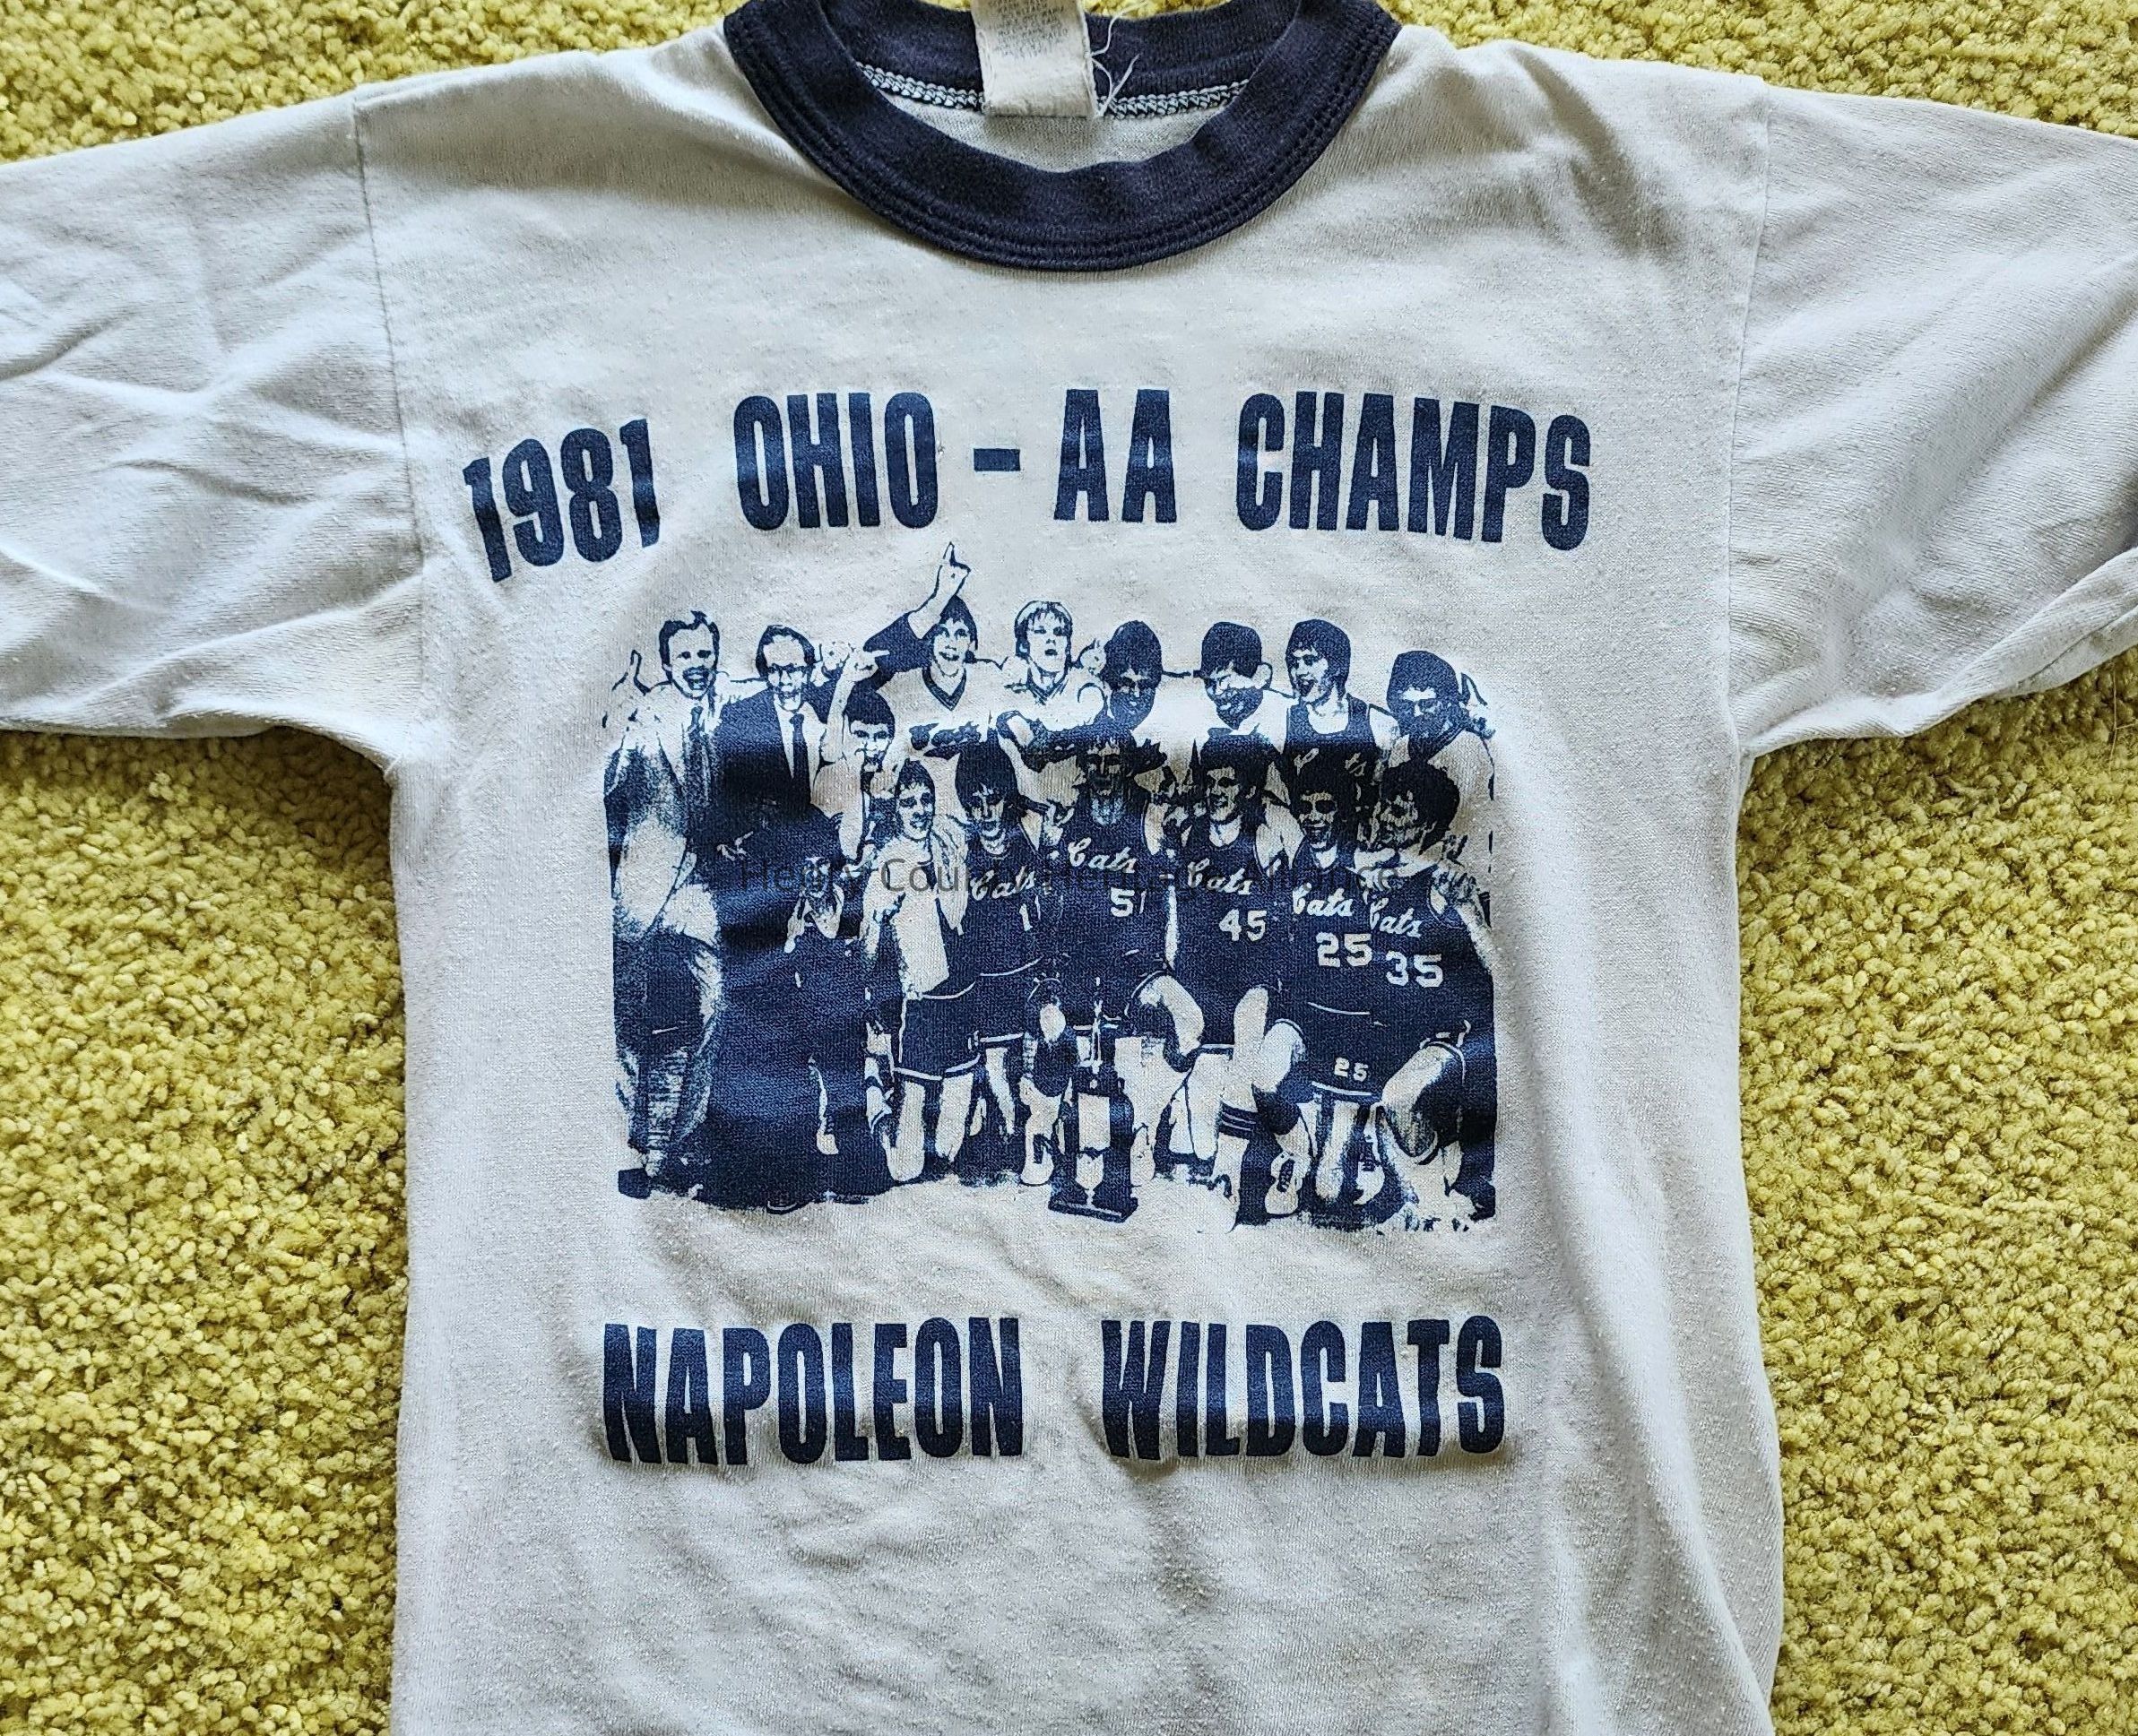 1981 OHIO - AA CHAMPS
Cats Cats Cats Cats Cats
1 51 45 25 35
25
NAPOLEON WILDCATS